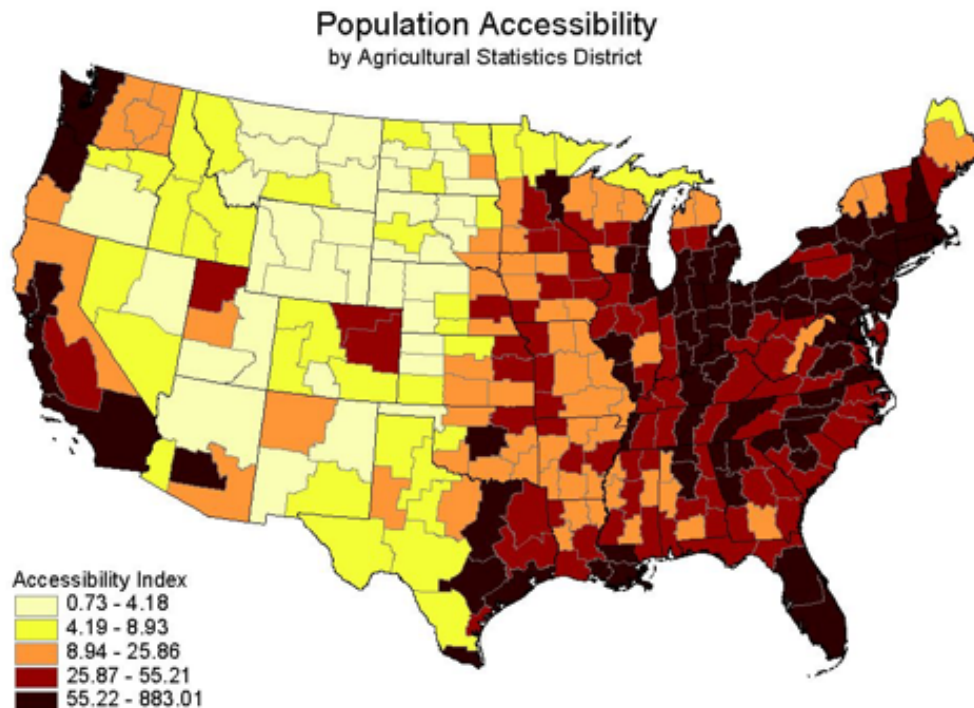 Population Accessibility
by Agricultural Statistics District
Accessibility Index
0.73 - 4.18
4.19 - 8.93
8.94 - 25.86
25.87 - 55.21
55.22 - 883.01